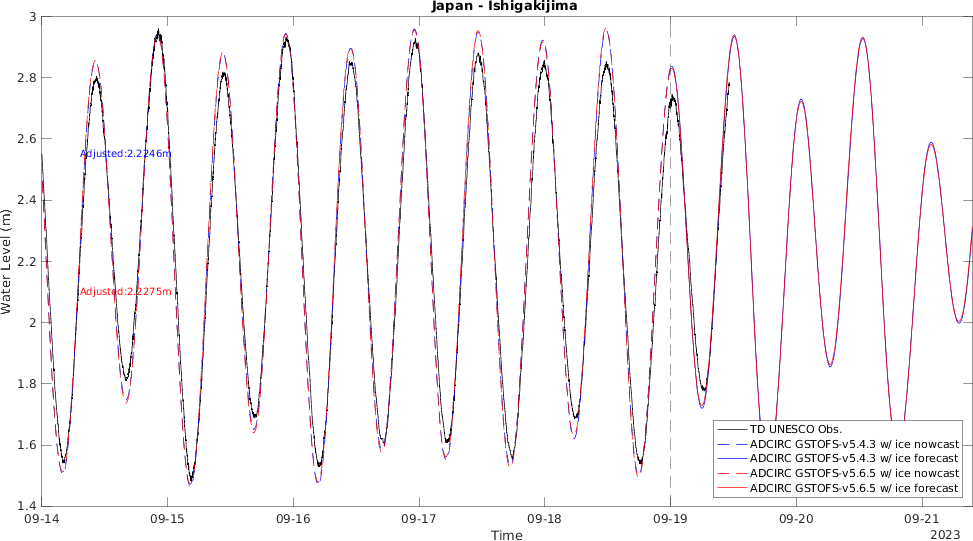 Japan - Ishigakijima
Water Level (m)
3
2.8
2.6
2.4
2.2
2
1.8
1.6
1.4
Adjusted:2.2246m
Adjusted:2.2275m
TD UNESCO Obs.
ADCIRC GSTOFS-v5.4.3 w/ ice nowcast
ADCIRC GSTOFS-v5.4.3 w/ ice forecast
ADCIRC GSTOFS-v5.6.5 w/ ice nowcast
ADCIRC GSTOFS-v5.6.5 w/ ice forecast
09-14 09-15 09-16 09-17 09-18 09-19 09-20 09-21
Time
2023